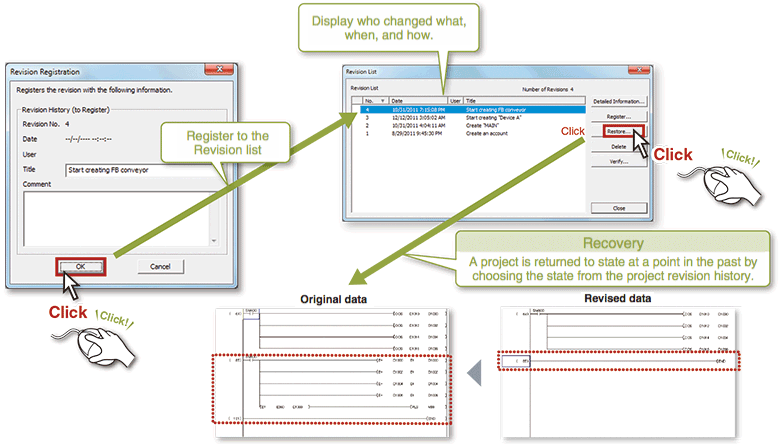 Display who changed what,
when, and how.
Revision Registration
Registers the revision with the following information.
Revision History (to Register)
Revision No. 4
Date --/--/---- --:--:--
User
Title Start creating FB conveyor
Comment
OK Cancel
Click
Click!
Register to the
Revision list
Revision List
Revision List Number of Revisions 4
No. Date User Title
4 10/31/2011 7:15:08 PM Start creating FB conveyor
3 12/12/2011 3:05:02 AM Start creating "Device A"
2 10/31/2011 4:04:11 AM Create "MAIN"
1 8/29/2011 9:45:30 PM Create an account
Detailed Information...
Register...
Restore...
Delete
Verify...
Close
Click
Click
Click!
Recovery
A project is returned to state at a point in the past by
choosing the state from the project revision history.
Original data
Revised data